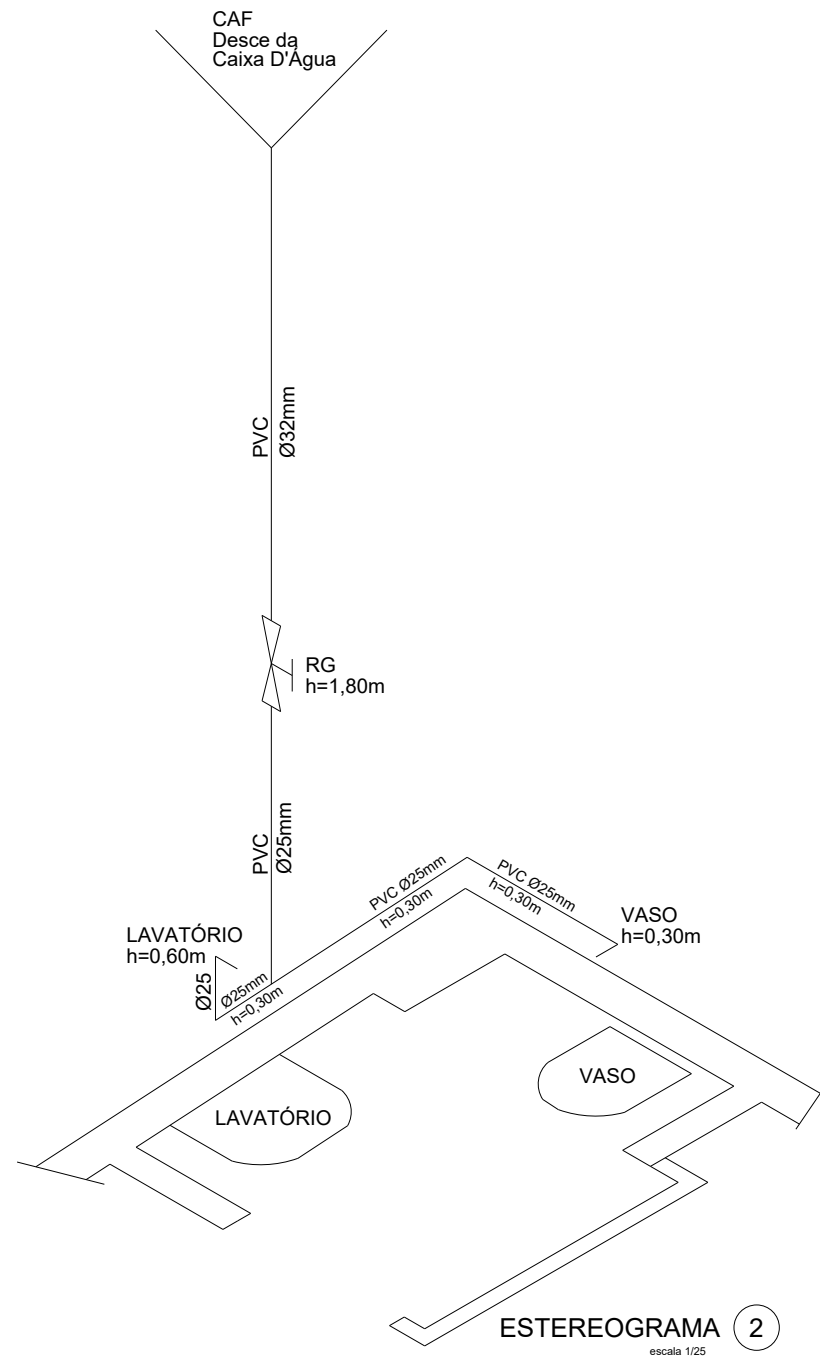 CAF
Desce da
Caixa D'Água
PVC
Ø32mm
RG
h=1,80m
PVC
Ø25mm
PVC Ø25mm
h=0,30m
PVC Ø25mm
h=0,30m
VASO
h=0,30m
LAVATÓRIO
h=0,60m
Ø25
Ø25mm
h=0,30m
VASO
LAVATÓRIO
ESTEREOGRAMA 2
escala 1/25